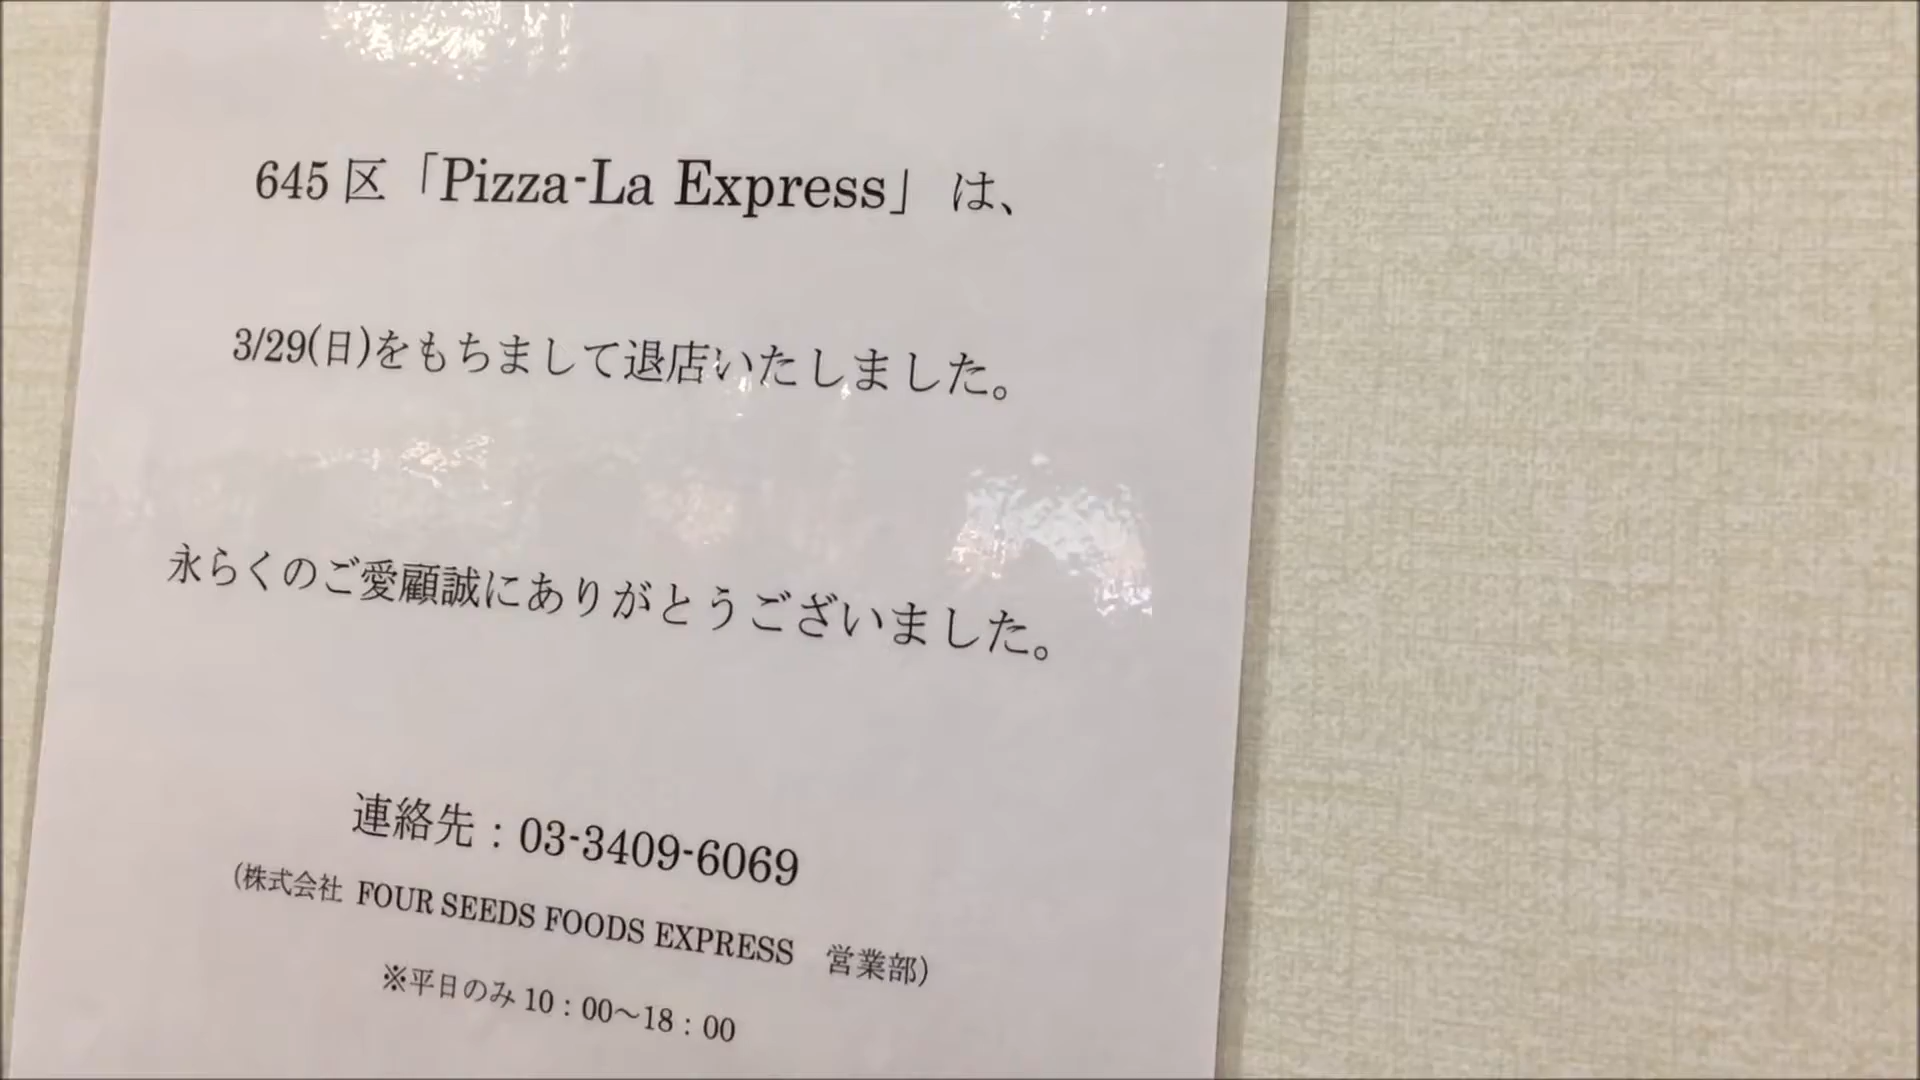 645区「Pizza-La Express」は、
3/29(日)をもちまして退店いたしました。
永らくのご愛顧誠にありがとうございました。
連絡先：03-3409-6069
(株式会社 FOUR SEEDS FOODS EXPRESS　営業部)
※平日のみ 10：00～18：00